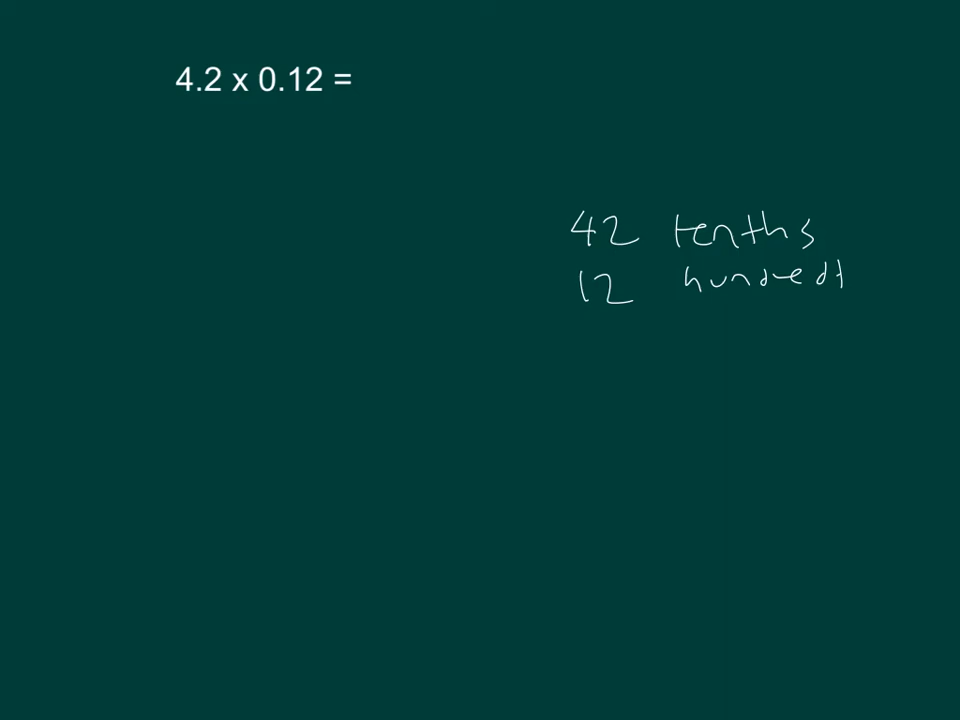 4.2 x 0.12 =
42 tenths
12 hundredt